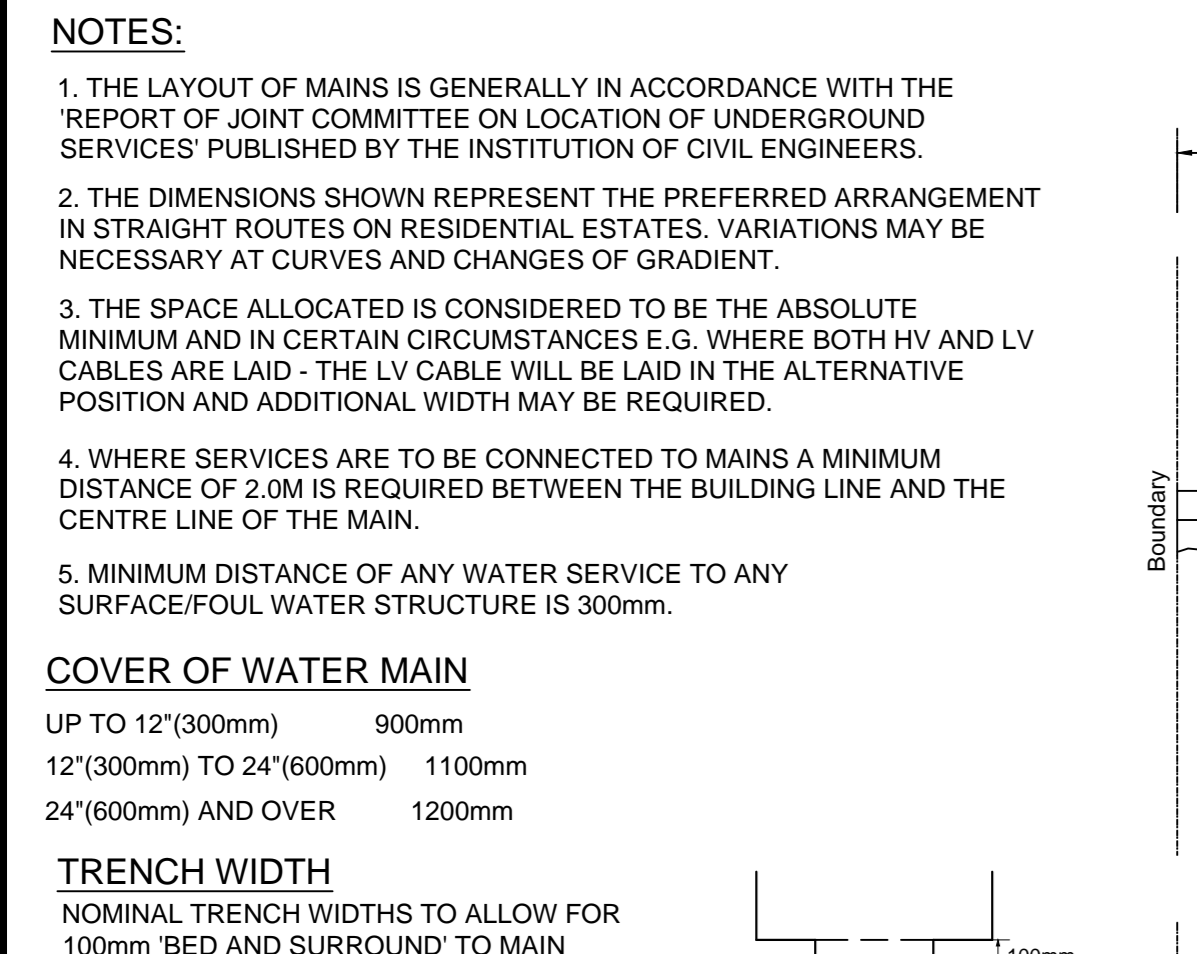 NOTES:
1. THE LAYOUT OF MAINS IS GENERALLY IN ACCORDANCE WITH THE
'REPORT OF JOINT COMMITTEE ON LOCATION OF UNDERGROUND
SERVICES' PUBLISHED BY THE INSTITUTION OF CIVIL ENGINEERS.
2. THE DIMENSIONS SHOWN REPRESENT THE PREFERRED ARRANGEMENT
IN STRAIGHT ROUTES ON RESIDENTIAL ESTATES. VARIATIONS MAY BE
NECESSARY AT CURVES AND CHANGES OF GRADIENT.
3. THE SPACE ALLOCATED IS CONSIDERED TO BE THE ABSOLUTE
MINIMUM AND IN CERTAIN CIRCUMSTANCES E.G. WHERE BOTH HV AND LV
CABLES ARE LAID - THE LV CABLE WILL BE LAID IN THE ALTERNATIVE
POSITION AND ADDITIONAL WIDTH MAY BE REQUIRED.
4. WHERE SERVICES ARE TO BE CONNECTED TO MAINS A MINIMUM
DISTANCE OF 2.0M IS REQUIRED BETWEEN THE BUILDING LINE AND THE
CENTRE LINE OF THE MAIN.
5. MINIMUM DISTANCE OF ANY WATER SERVICE TO ANY
SURFACE/FOUL WATER STRUCTURE IS 300mm.
COVER OF WATER MAIN
UP TO 12"(300mm) 900mm
12"(300mm) TO 24"(600mm) 1100mm
24"(600mm) AND OVER 1200mm
TRENCH WIDTH
NOMINAL TRENCH WIDTHS TO ALLOW FOR
100mm 'BED AND SURROUND' TO MAIN
100mm
Boundary